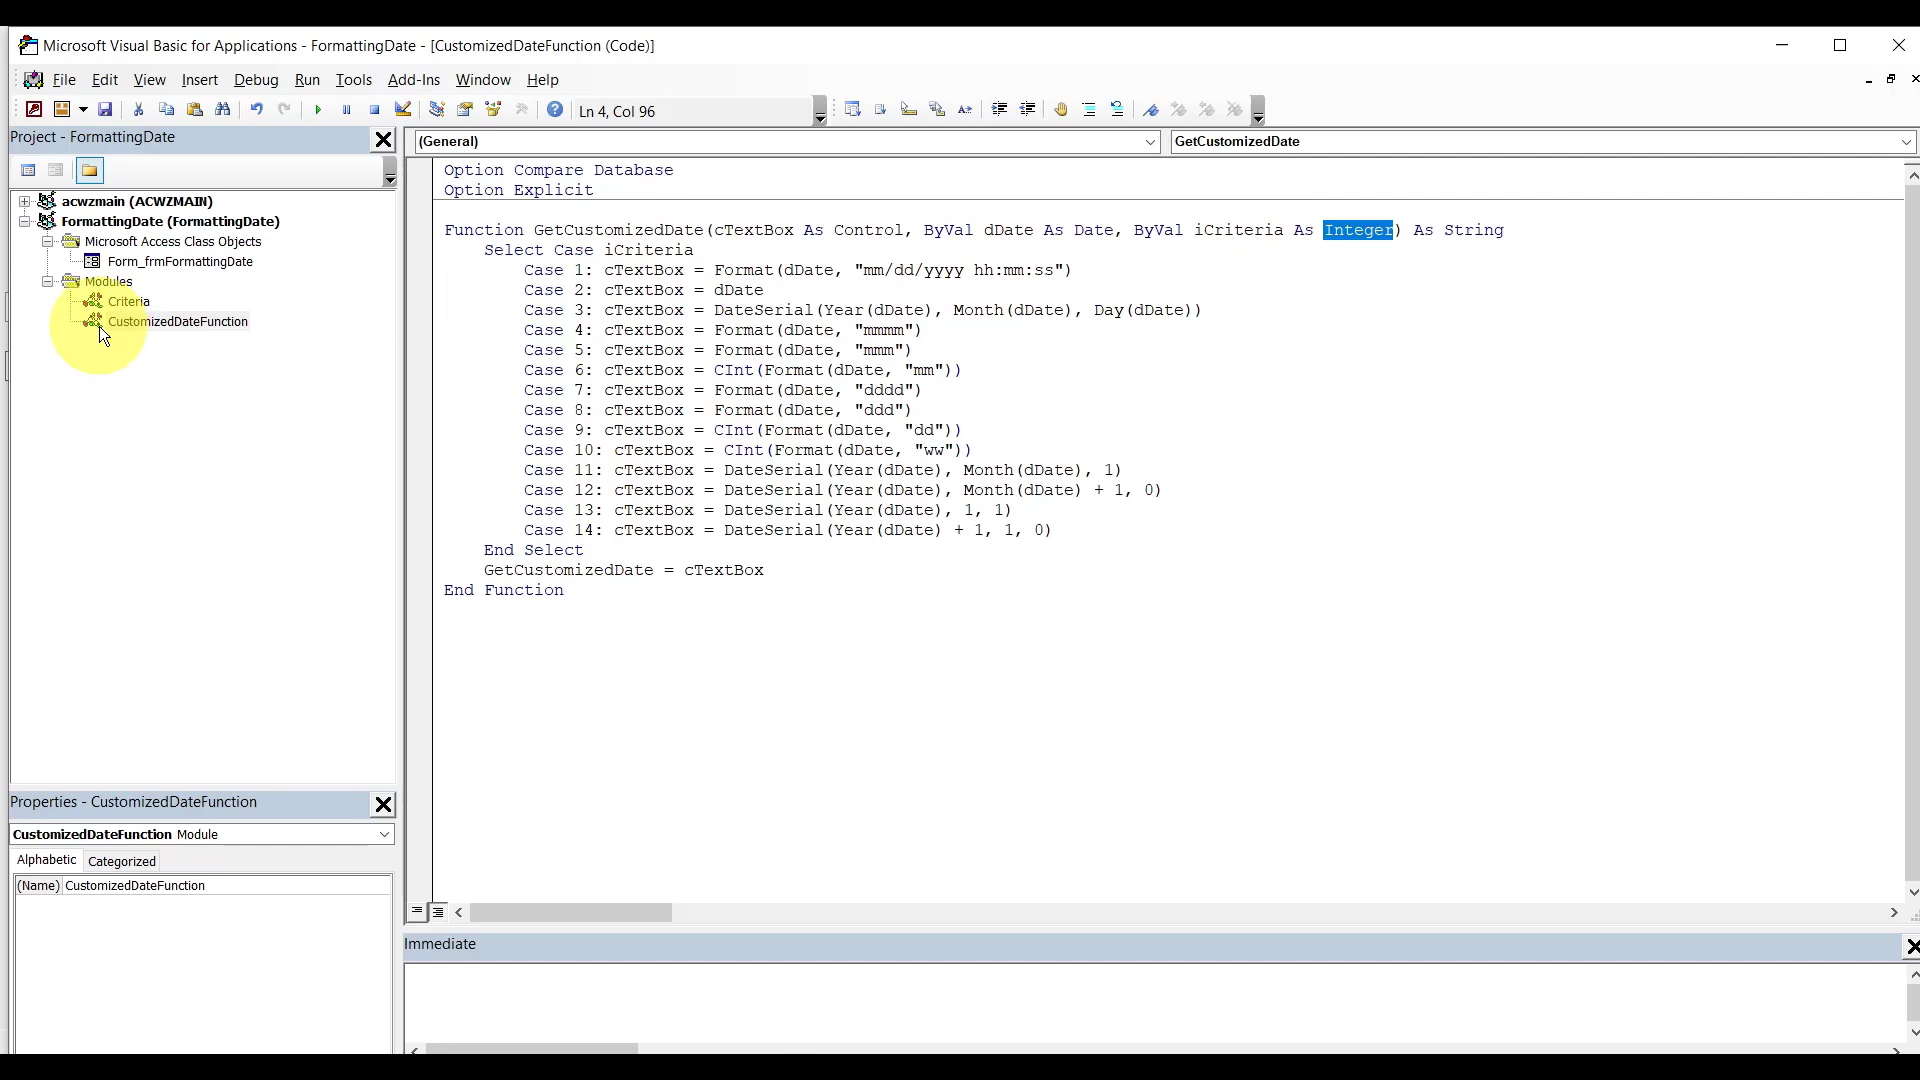 Microsoft Visual Basic for Applications - FormattingDate - [CustomizedDateFunction (Code)]
File Edit View Insert Debug Run Tools Add-Ins Window Help
Ln 4, Col 96
Project - FormattingDate
(General)
GetCustomizedDate
acwzmain (ACWZMAIN)
FormattingDate (FormattingDate)
Microsoft Access Class Objects
Form_frmFormattingDate
Modules
Criteria
CustomizedDateFunction
Option Compare Database
Option Explicit
Function GetCustomizedDate(cTextBox As Control, ByVal dDate As Date, ByVal iCriteria As Integer) As String
Select Case iCriteria
Case 1: cTextBox = Format(dDate, "mm/dd/yyyy hh:mm:ss")
Case 2: cTextBox = dDate
Case 3: cTextBox = DateSerial(Year(dDate), Month(dDate), Day(dDate))
Case 4: cTextBox = Format(dDate, "mmmm")
Case 5: cTextBox = Format(dDate, "mmm")
Case 6: cTextBox = CInt(Format(dDate, "mm"))
Case 7: cTextBox = Format(dDate, "dddd")
Case 8: cTextBox = Format(dDate, "ddd")
Case 9: cTextBox = CInt(Format(dDate, "dd"))
Case 10: cTextBox = CInt(Format(dDate, "ww"))
Case 11: cTextBox = DateSerial(Year(dDate), Month(dDate), 1)
Case 12: cTextBox = DateSerial(Year(dDate), Month(dDate) + 1, 0)
Case 13: cTextBox = DateSerial(Year(dDate), 1, 1)
Case 14: cTextBox = DateSerial(Year(dDate) + 1, 1, 0)
End Select
GetCustomizedDate = cTextBox
End Function
Properties - CustomizedDateFunction
CustomizedDateFunction Module
Alphabetic Categorized
(Name) CustomizedDateFunction
Immediate